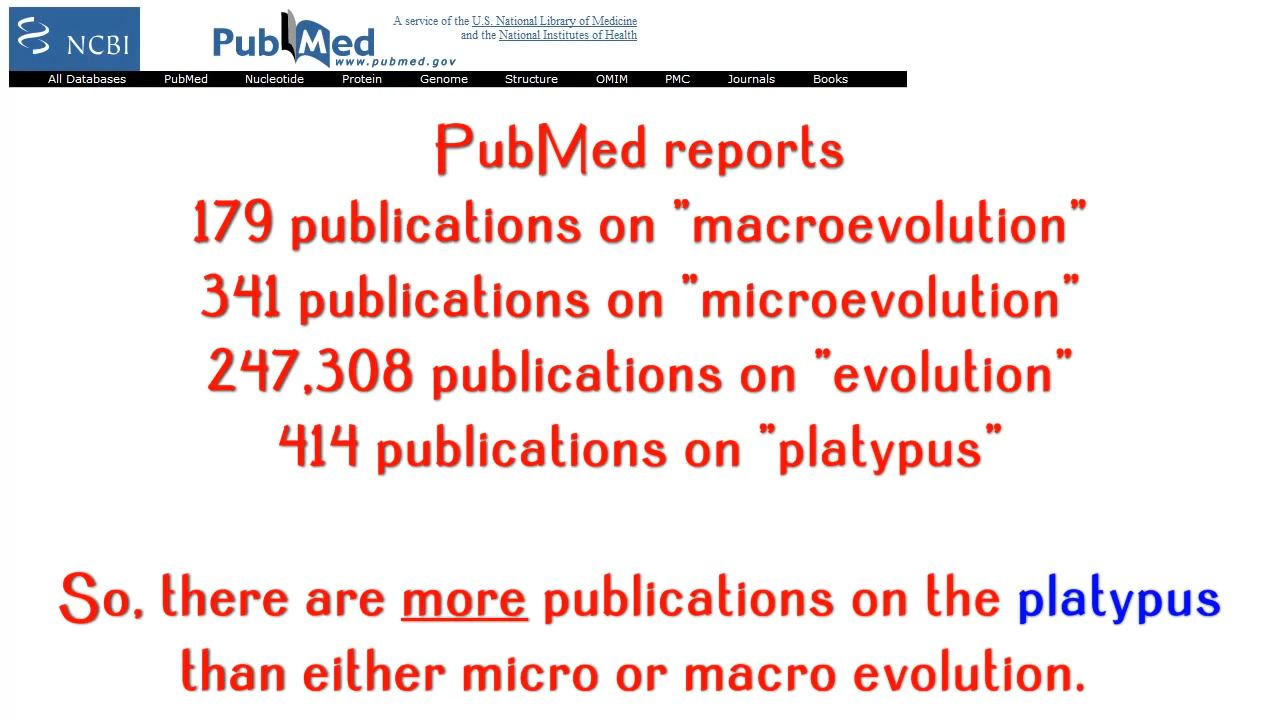 NCBI
PubMed
www.pubmed.gov
A service of the U.S. National Library of Medicine
and the National Institutes of Health
All Databases PubMed Nucleotide Protein Genome Structure OMIM PMC Journals Books
PubMed reports
179 publications on "macroevolution"
341 publications on "microevolution"
247,308 publications on "evolution"
414 publications on "platypus"
So, there are more publications on the platypus
than either micro or macro evolution.